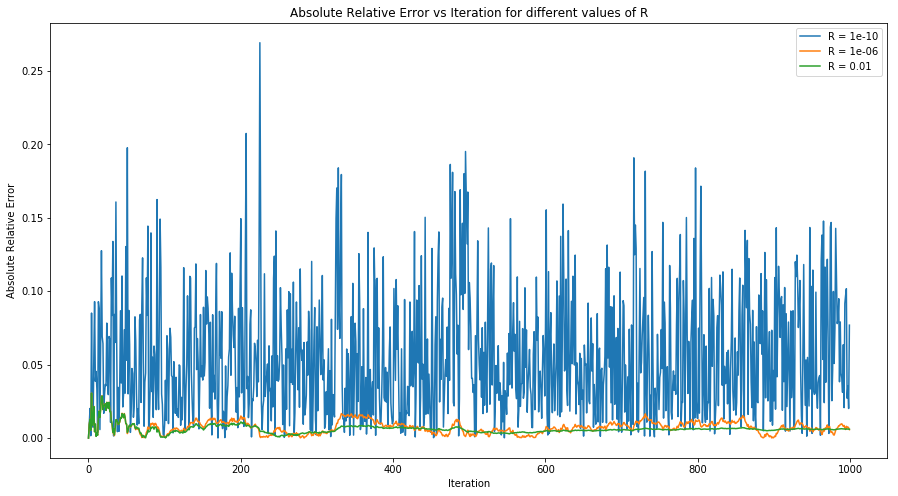 Absolute Relative Error vs Iteration for different values of R
R = 1e-10
R = 1e-06
R = 0.01
0.25
0.20
0.15
0.10
0.05
0.00
Absolute Relative Error
0 200 400 600 800 1000
Iteration